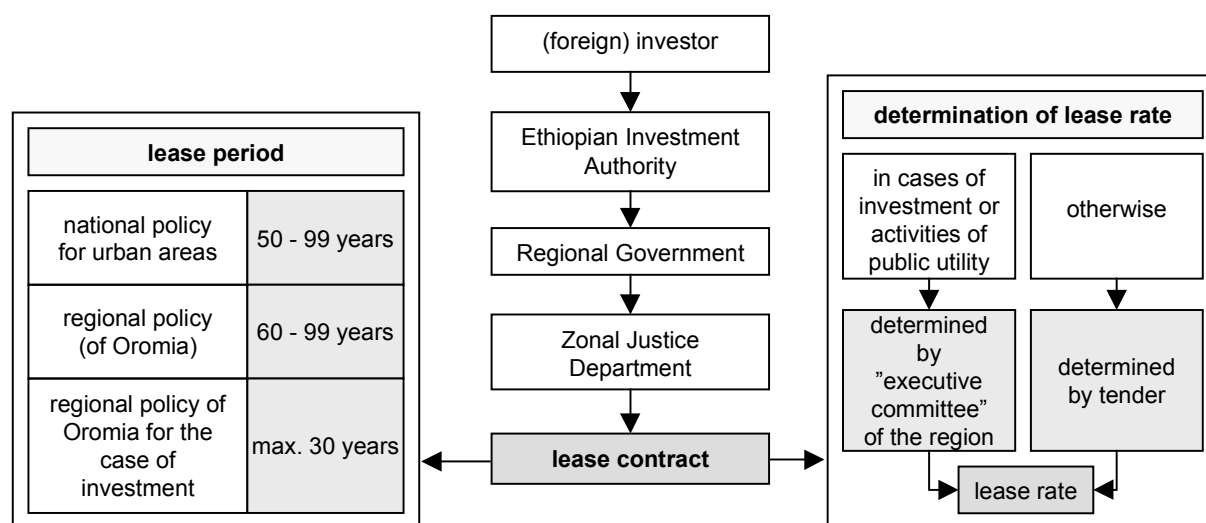 (foreign) investor
Ethiopian Investment
Authority
Regional Government
Zonal Justice
Department
lease contract
lease period
national policy
for urban areas
50 - 99 years
regional policy
(of Oromia)
60 - 99 years
regional policy of
Oromia for the
case of
investment
max. 30 years
determination of lease rate
in cases of
investment or
activities of
public utility
otherwise
determined
by
”executive
committee”
of the region
determined
by tender
lease rate